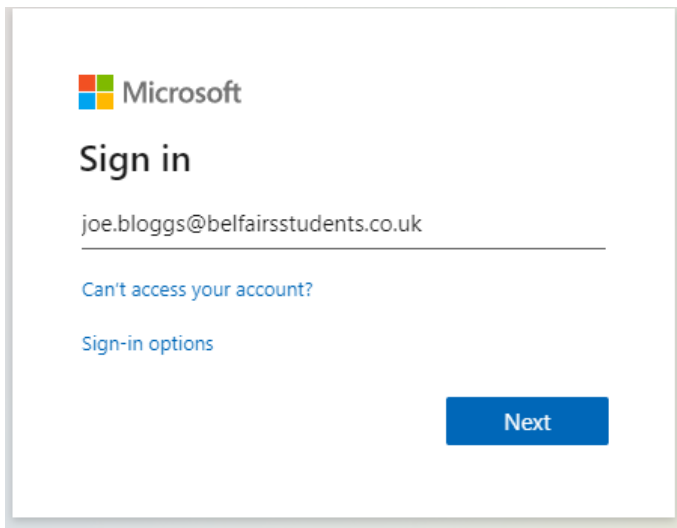 Microsoft
Sign in
joe.bloggs@belfairsstudents.co.uk
Can't access your account?
Sign-in options
Next